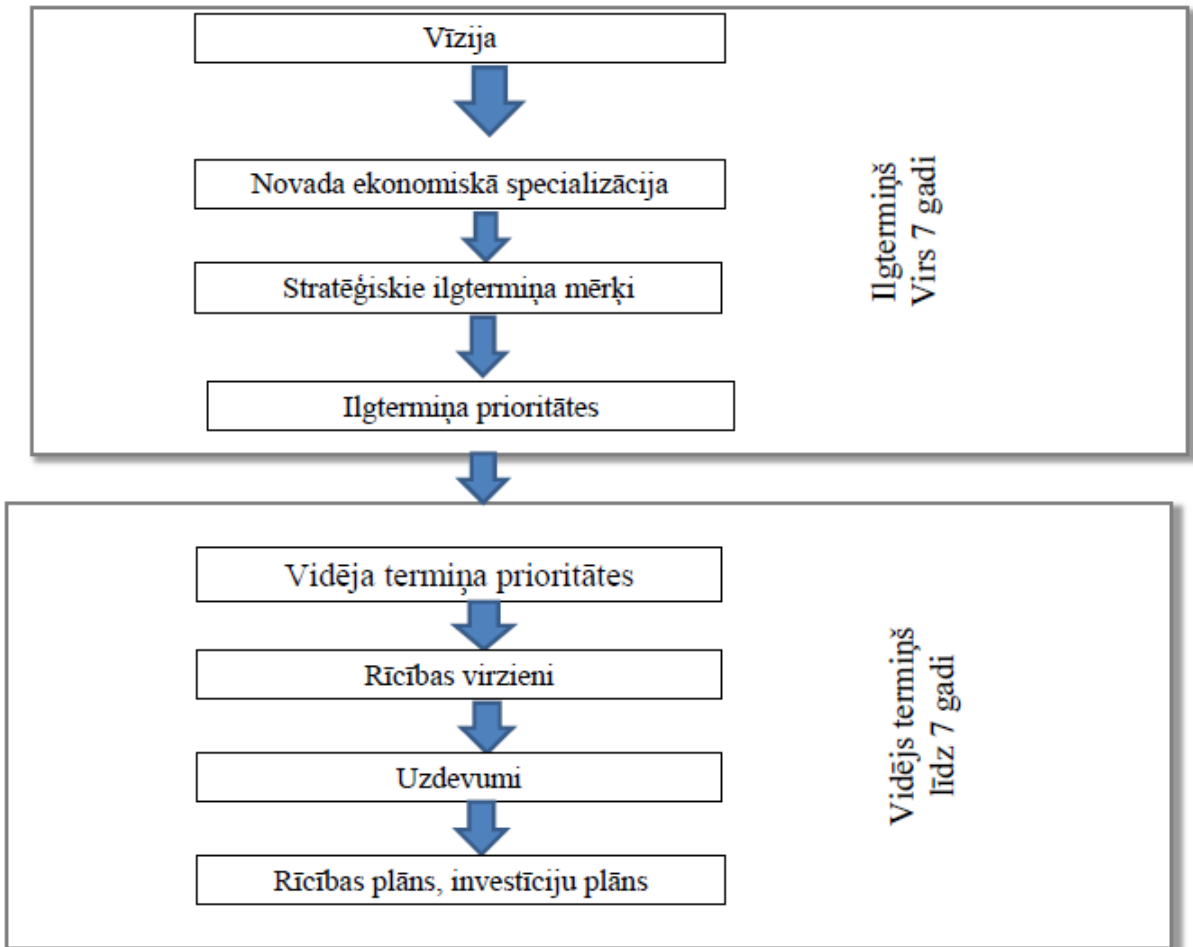 Vīzija
Novada ekonomiskā specializācija
Stratēģiskie ilgtermiņa mērķi
Ilgtermiņa prioritātes
Ilgtermiņš
Virs 7 gadi
Vidēja termiņa prioritātes
Rīcības virzieni
Uzdevumi
Rīcības plāns, investīciju plāns
Vidējs termiņš
līdz 7 gadi